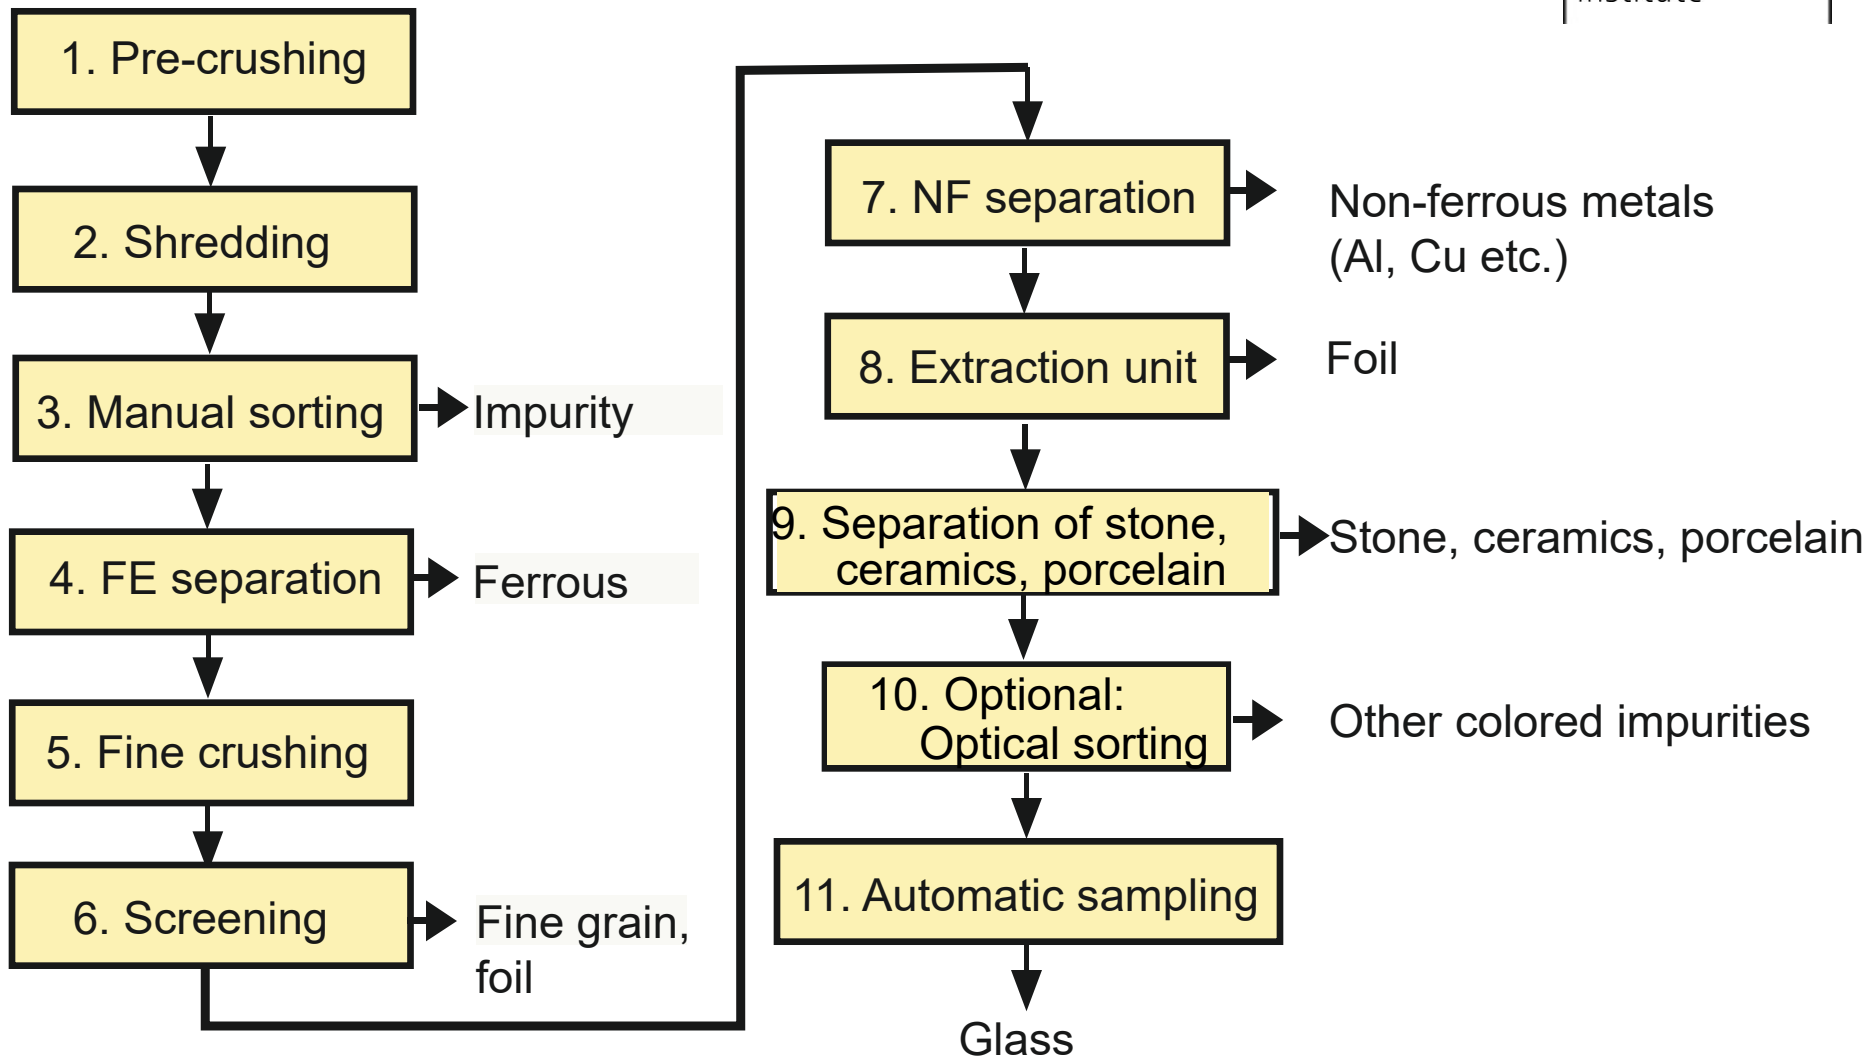 institute
1. Pre-crushing
2. Shredding
3. Manual sorting
Impurity
4. FE separation
Ferrous
5. Fine crushing
6. Screening
Fine grain,
foil
7. NF separation
Non-ferrous metals
(Al, Cu etc.)
8. Extraction unit
Foil
9. Separation of stone,
ceramics, porcelain
Stone, ceramics, porcelain
10. Optional:
Optical sorting
Other colored impurities
11. Automatic sampling
Glass